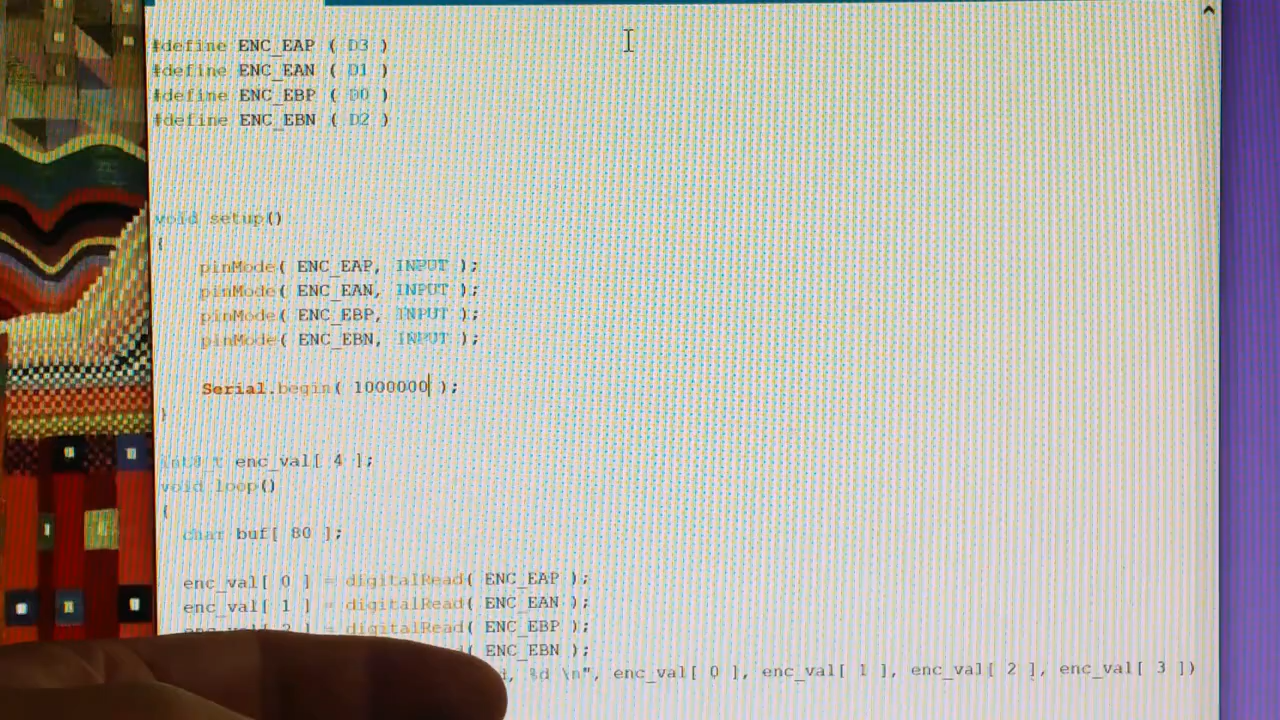 #define ENC_EAP ( D3 )
#define ENC_EAN ( D1 )
#define ENC_EBP ( D0 )
#define ENC_EBN ( D2 )
void setup()
{
pinMode( ENC_EAP, INPUT );
pinMode( ENC_EAN, INPUT );
pinMode( ENC_EBP, INPUT );
pinMode( ENC_EBN, INPUT );
Serial.begin( 1000000 );
}
enc_val[ 4 ];
void loop()
{
char buf[ 80 ];
enc_val[ 0 ] = digitalRead( ENC_EAP );
enc_val[ 1 ] = digitalRead( ENC_EAN );
= digitalRead( ENC_EBP );
( ENC_EBN );
, %d \n", enc_val[ 0 ], enc_val[ 1 ], enc_val[ 2 ], enc_val[ 3 ])